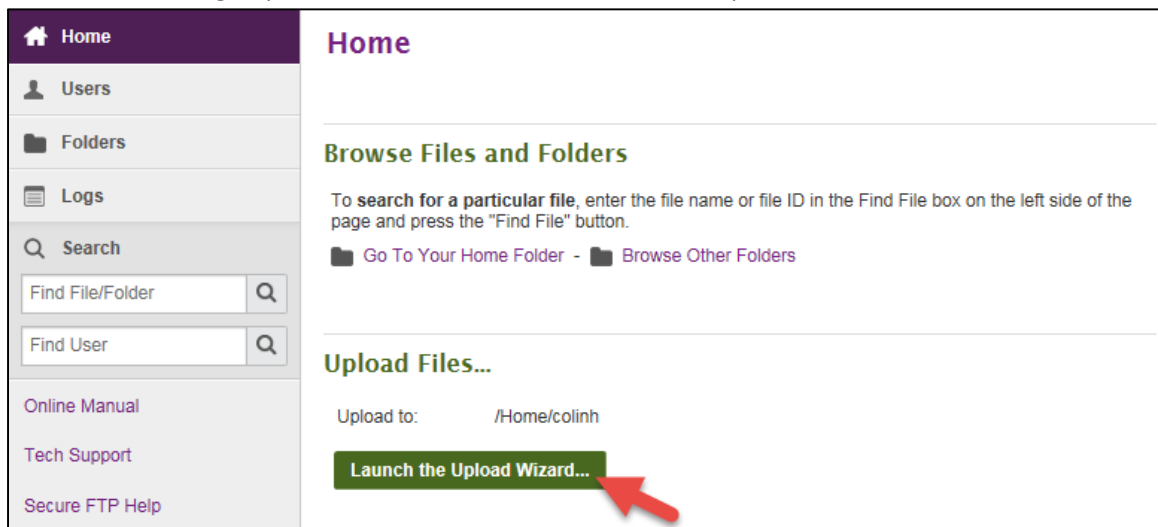 Home
Users
Folders
Logs
Search
Find File/Folder
Find User
Online Manual
Tech Support
Secure FTP Help
Home
Browse Files and Folders
To search for a particular file, enter the file name or file ID in the Find File box on the left side of the
page and press the "Find File" button.
Go To Your Home Folder - Browse Other Folders
Upload Files...
Upload to: /Home/colinh
Launch the Upload Wizard...